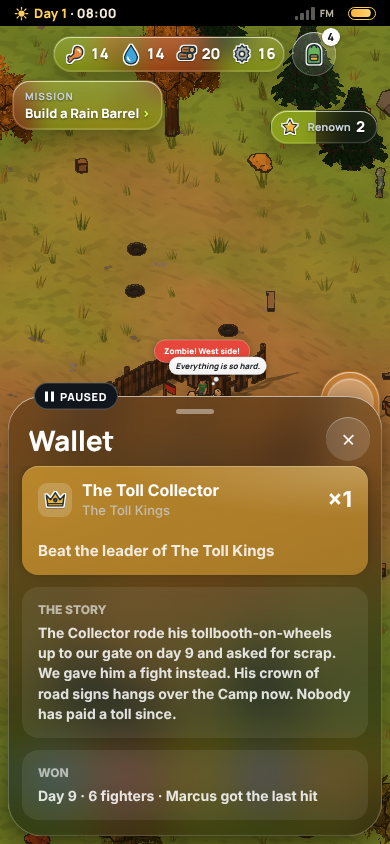 Day 1 · 08:00
FM
14
14
20
16
4
MISSION
Build a Rain Barrel ›
Renown 2
Zombie! West side!
Everything is so hard.
PAUSED
Wallet
The Toll Collector
The Toll Kings
×1
Beat the leader of The Toll Kings
THE STORY
The Collector rode his tollbooth-on-wheels
up to our gate on day 9 and asked for scrap.
We gave him a fight instead. His crown of
road signs hangs over the Camp now. Nobody
has paid a toll since.
WON
Day 9 · 6 fighters · Marcus got the last hit